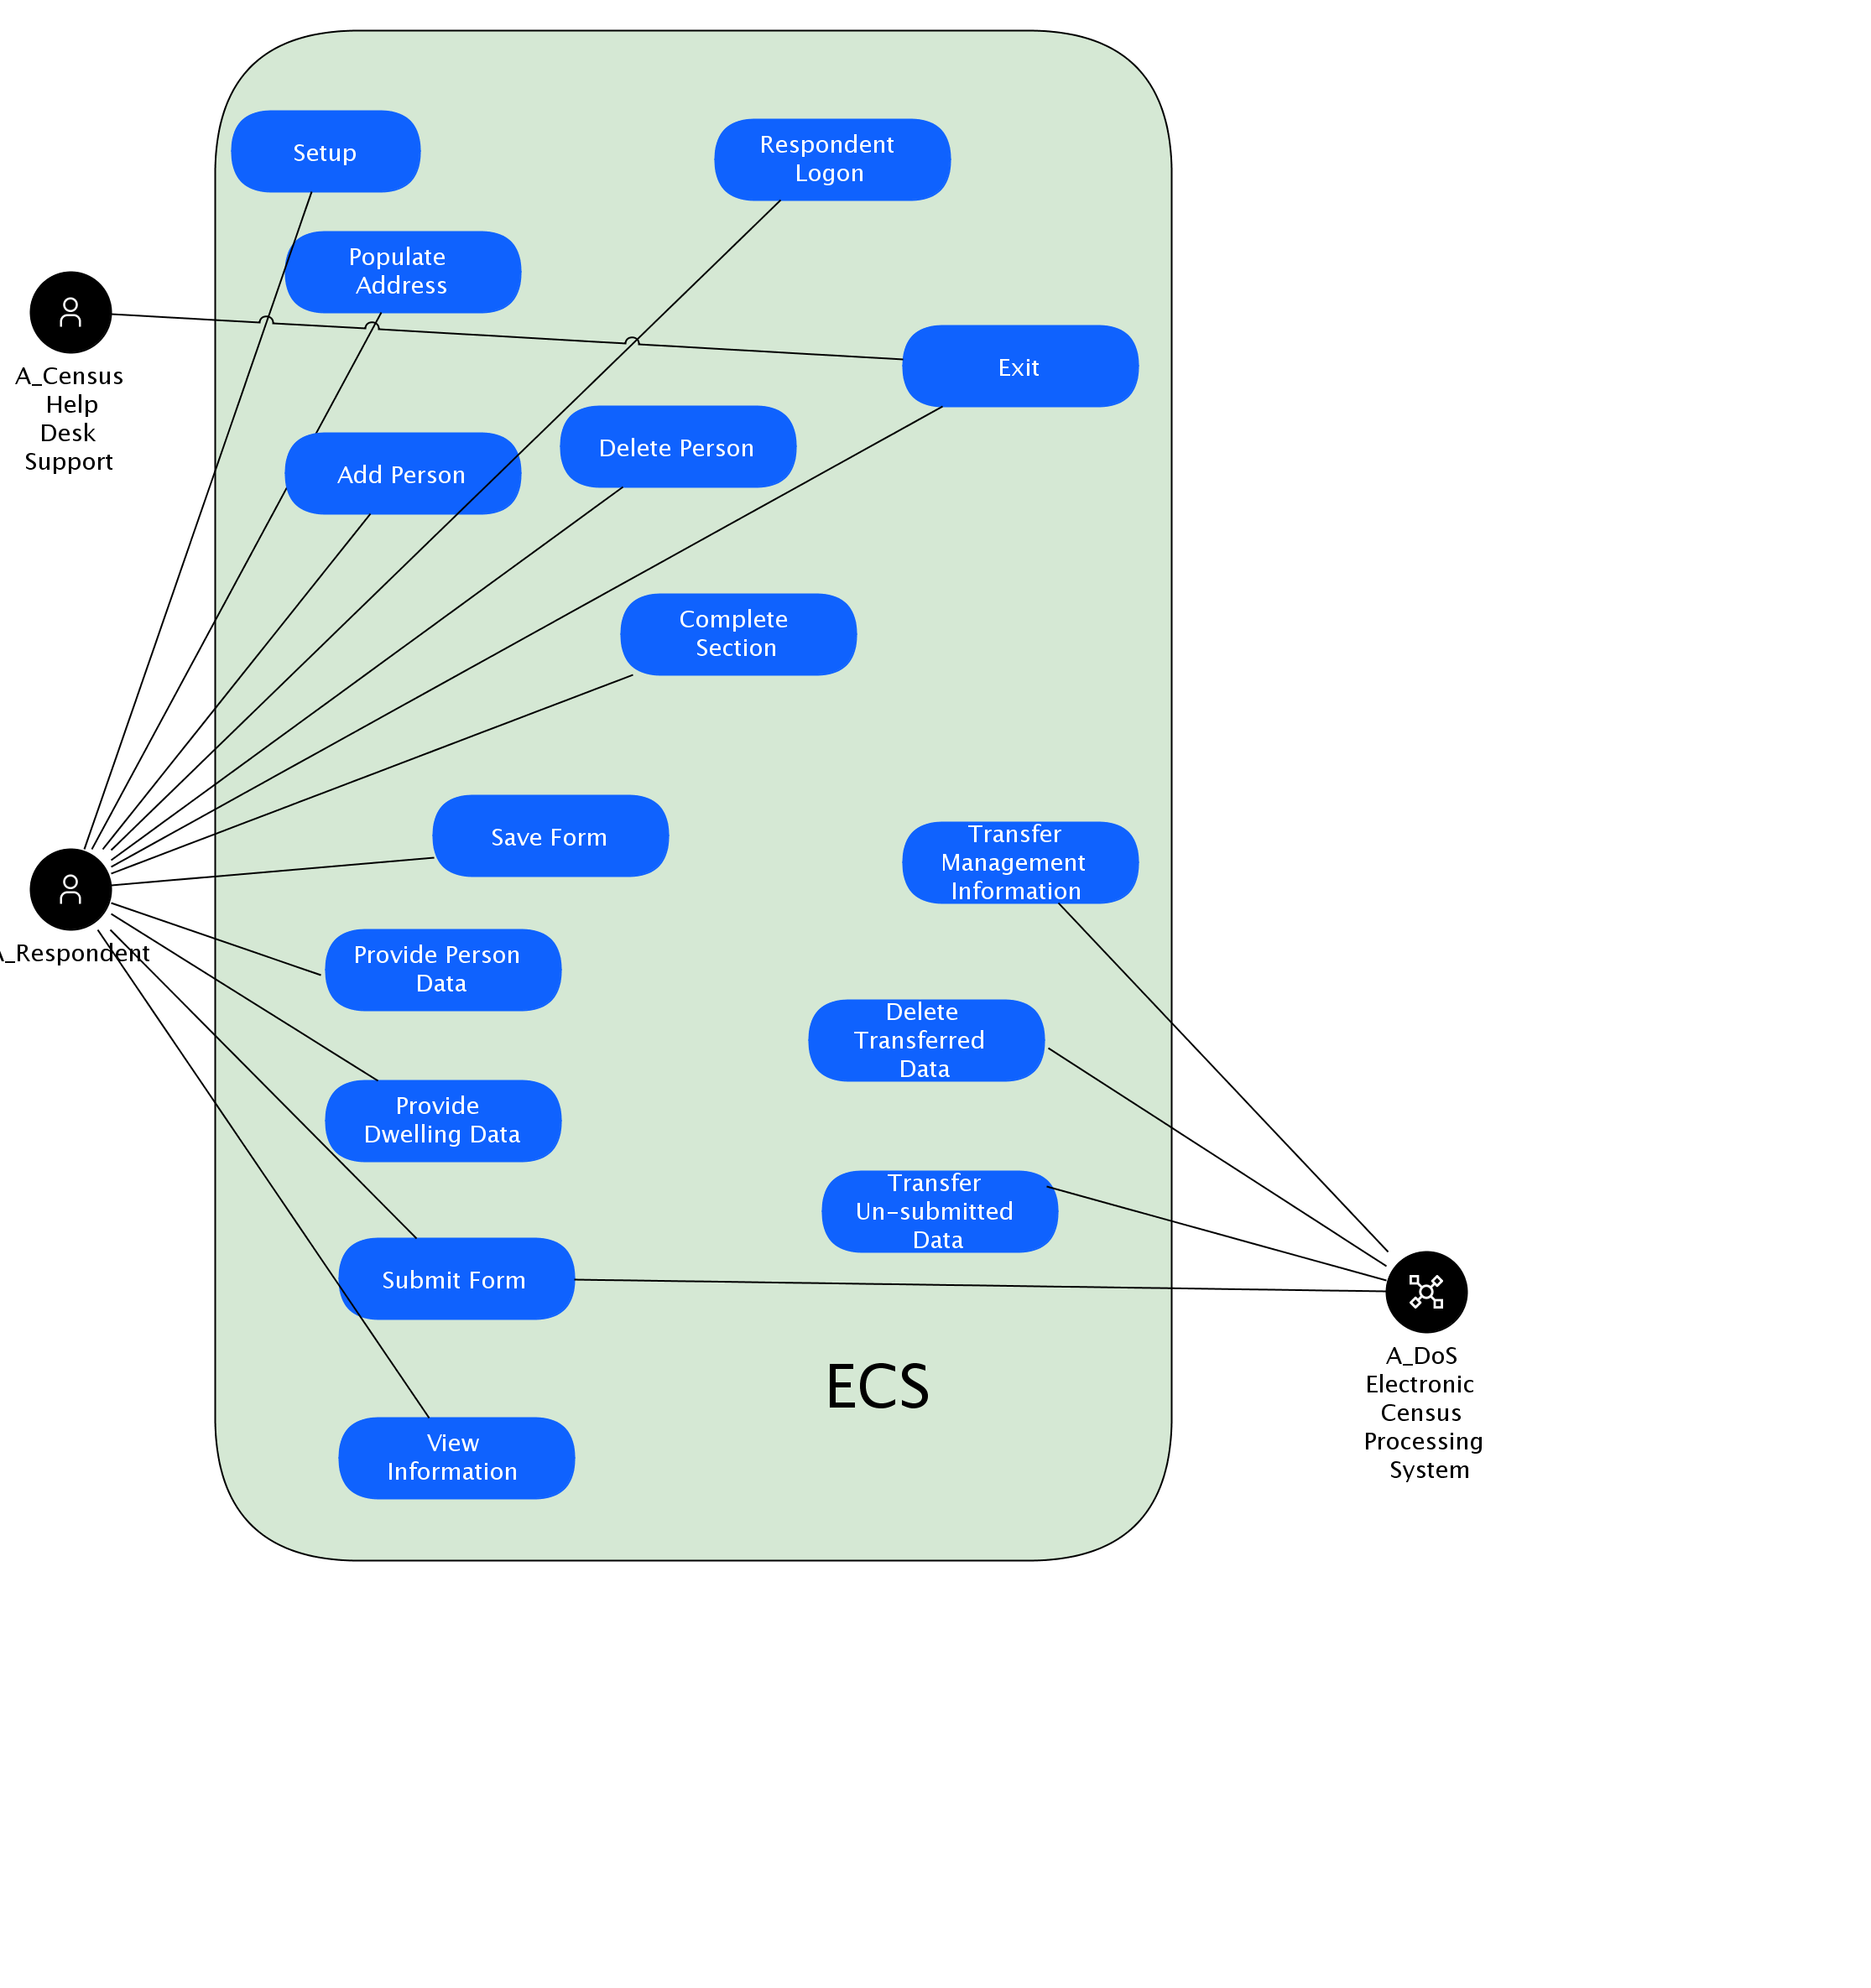 Setup
Respondent
Logon
Populate
Address
Exit
A_Census
Help
Desk
Support
Delete Person
Add Person
Complete
Section
Save Form
Transfer
Management
Information
A_Respondent
Provide Person
Data
Delete
Transferred
Data
Provide
Dwelling Data
Transfer
Un-submitted
Data
Submit Form
ECS
A_DoS
Electronic
Census
Processing
System
View
Information